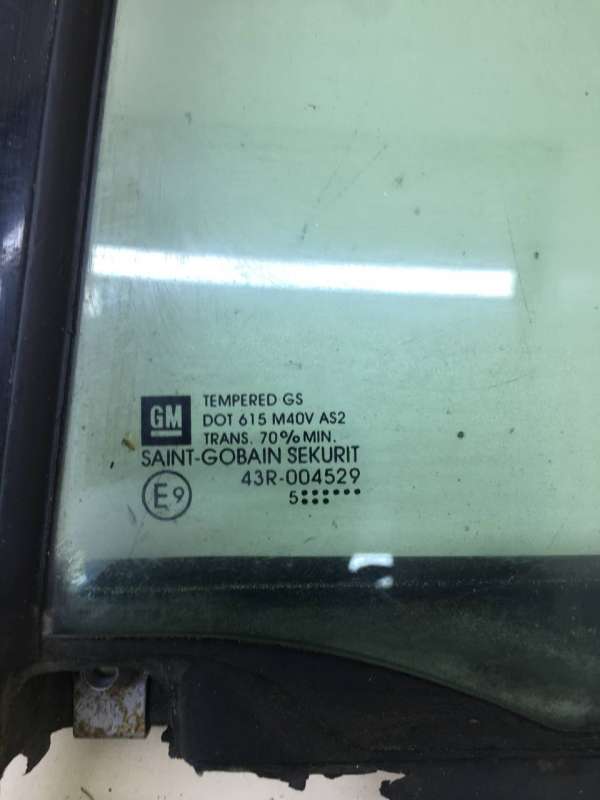 GM
TEMPERED GS
DOT 615 M40V AS2
TRANS. 70% MIN.
SAINT-GOBAIN SEKURIT
E9 43R-004529
5